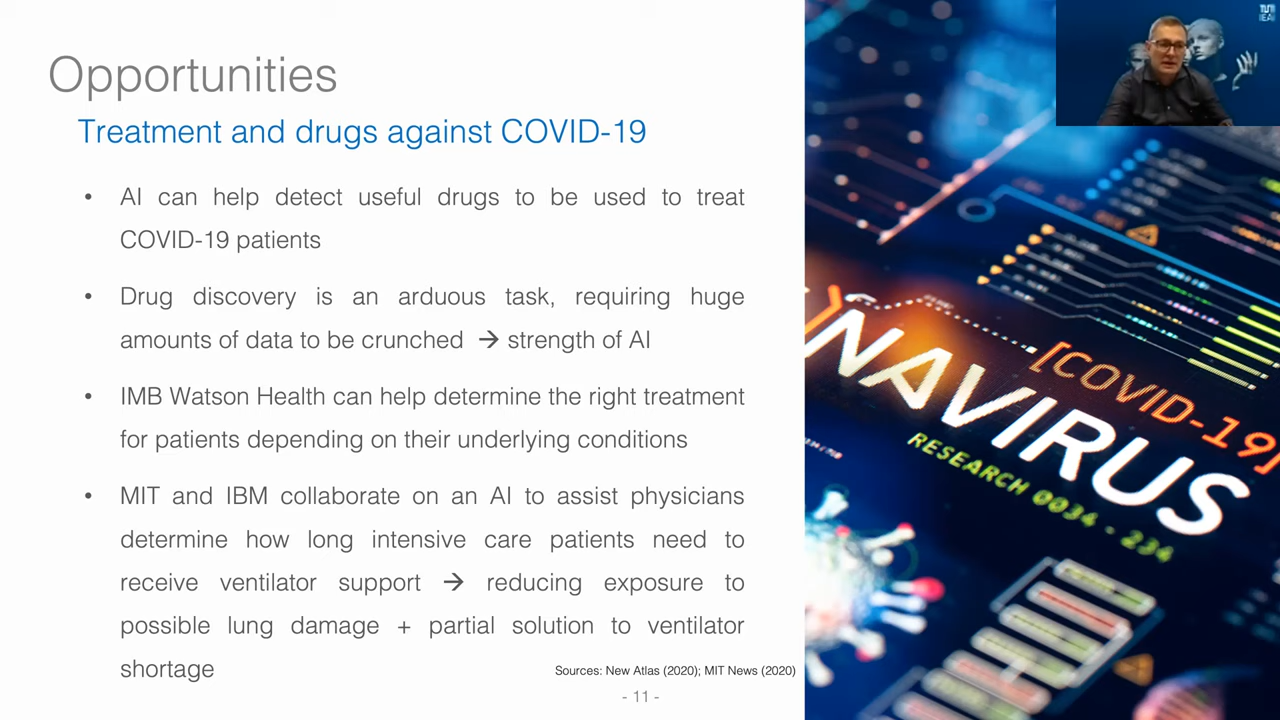 Opportunities
Treatment and drugs against COVID-19
• AI can help detect useful drugs to be used to treat
COVID-19 patients
• Drug discovery is an arduous task, requiring huge
amounts of data to be crunched → strength of AI
• IMB Watson Health can help determine the right treatment
for patients depending on their underlying conditions
• MIT and IBM collaborate on an AI to assist physicians
determine how long intensive care patients need to
receive ventilator support → reducing exposure to
possible lung damage + partial solution to ventilator
shortage
Sources: New Atlas (2020); MIT News (2020)
- 11 -
TUM
IEAI
[COVID-19]
NAVIRUS
RESEARCH 0034 - 234